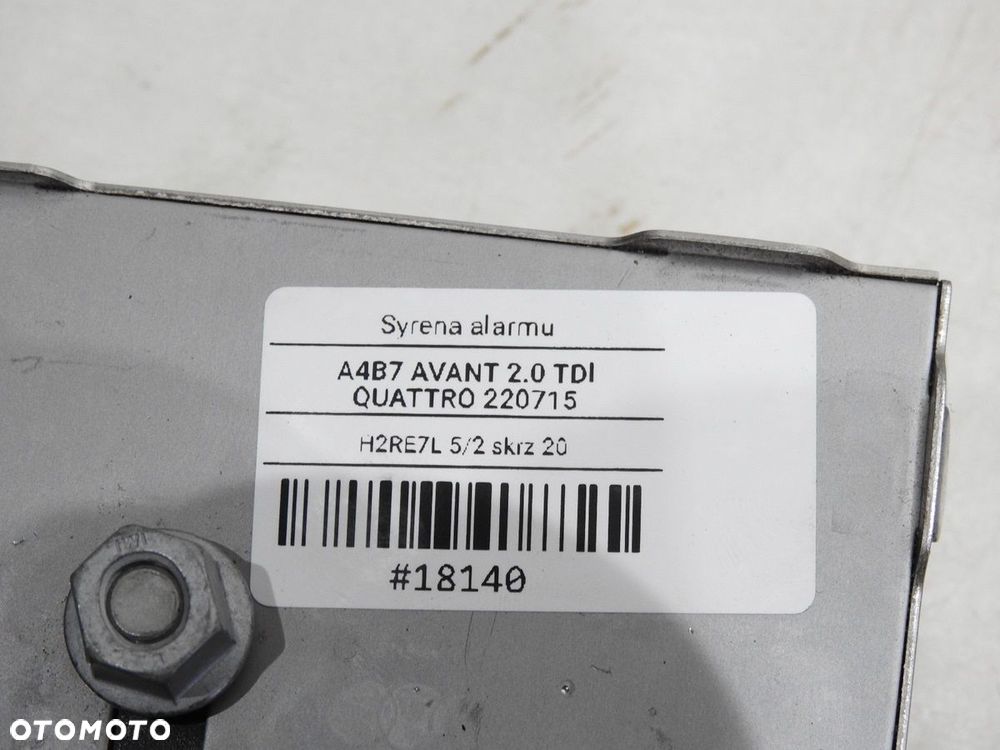 Syrena alarmu
A4B7 AVANT 2.0 TDI
QUATTRO 220715
H2RE7L 5/2 skrz 20
#18140
OTOMOTO